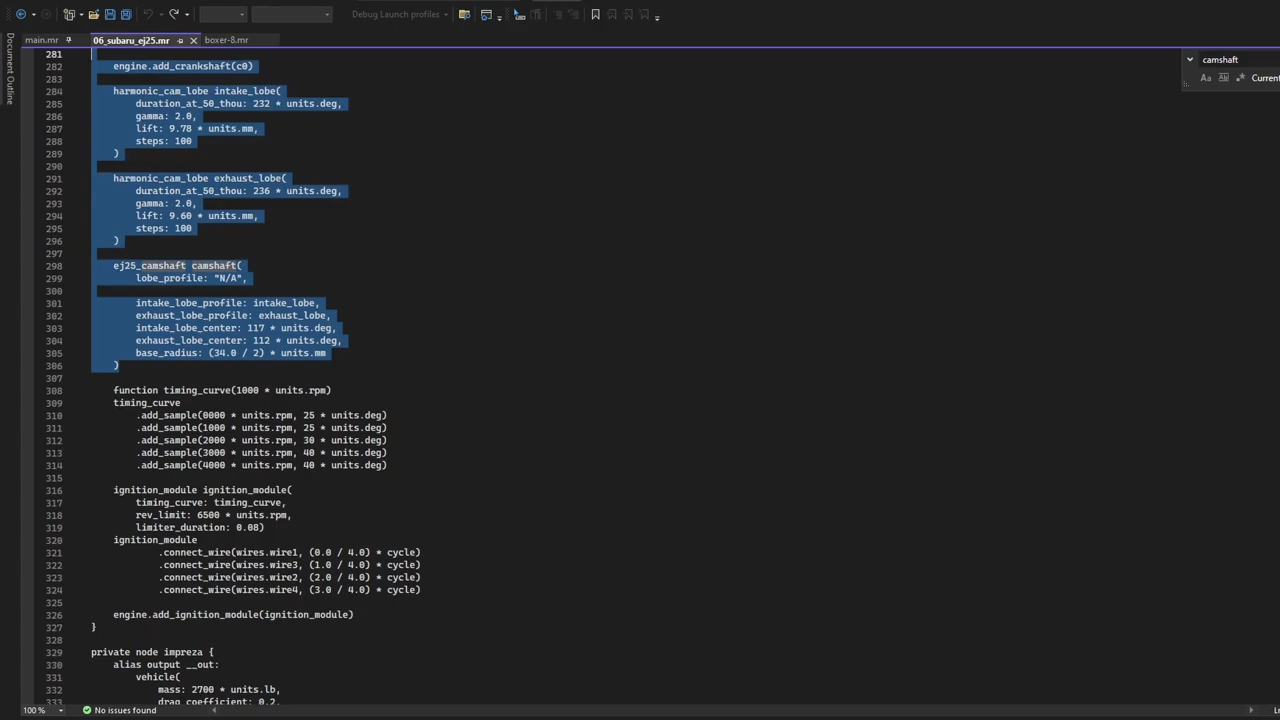 Debug Launch profiles
main.mr
06_subaru_ej25.mr
boxer-8.mr
Document Outline
camshaft
Aa Ab Current
281
282 engine.add_crankshaft(c0)
283
284 harmonic_cam_lobe intake_lobe(
285 duration_at_50_thou: 232 * units.deg,
286 gamma: 2.0,
287 lift: 9.78 * units.mm,
288 steps: 100
289 )
290
291 harmonic_cam_lobe exhaust_lobe(
292 duration_at_50_thou: 236 * units.deg,
293 gamma: 2.0,
294 lift: 9.60 * units.mm,
295 steps: 100
296 )
297
298 ej25_camshaft camshaft(
299 lobe_profile: "N/A",
300
301 intake_lobe_profile: intake_lobe,
302 exhaust_lobe_profile: exhaust_lobe,
303 intake_lobe_center: 117 * units.deg,
304 exhaust_lobe_center: 112 * units.deg,
305 base_radius: (34.0 / 2) * units.mm
306 )
307
308 function timing_curve(1000 * units.rpm)
309 timing_curve
310 .add_sample(0000 * units.rpm, 25 * units.deg)
311 .add_sample(1000 * units.rpm, 25 * units.deg)
312 .add_sample(2000 * units.rpm, 30 * units.deg)
313 .add_sample(3000 * units.rpm, 40 * units.deg)
314 .add_sample(4000 * units.rpm, 40 * units.deg)
315
316 ignition_module ignition_module(
317 timing_curve: timing_curve,
318 rev_limit: 6500 * units.rpm,
319 limiter_duration: 0.08)
320 ignition_module
321 .connect_wire(wires.wire1, (0.0 / 4.0) * cycle)
322 .connect_wire(wires.wire3, (1.0 / 4.0) * cycle)
323 .connect_wire(wires.wire2, (2.0 / 4.0) * cycle)
324 .connect_wire(wires.wire4, (3.0 / 4.0) * cycle)
325
326 engine.add_ignition_module(ignition_module)
327 }
328
329 private node impreza {
330 alias output __out:
331 vehicle(
332 mass: 2700 * units.lb,
333 drag_coefficient: 0.2,
100 % No issues found